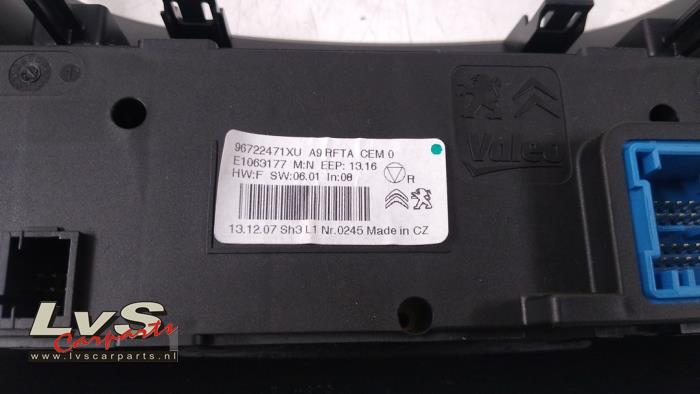 Valeo
96722471XU A9 RFTA CEM 0
E1063177 M:N EEP: 13.16
HW:F SW:06.01 In:08
R
13.12.07 Sh3 L1 Nr.0245 Made in CZ
LvS
Carparts
www.lvscarparts.nl